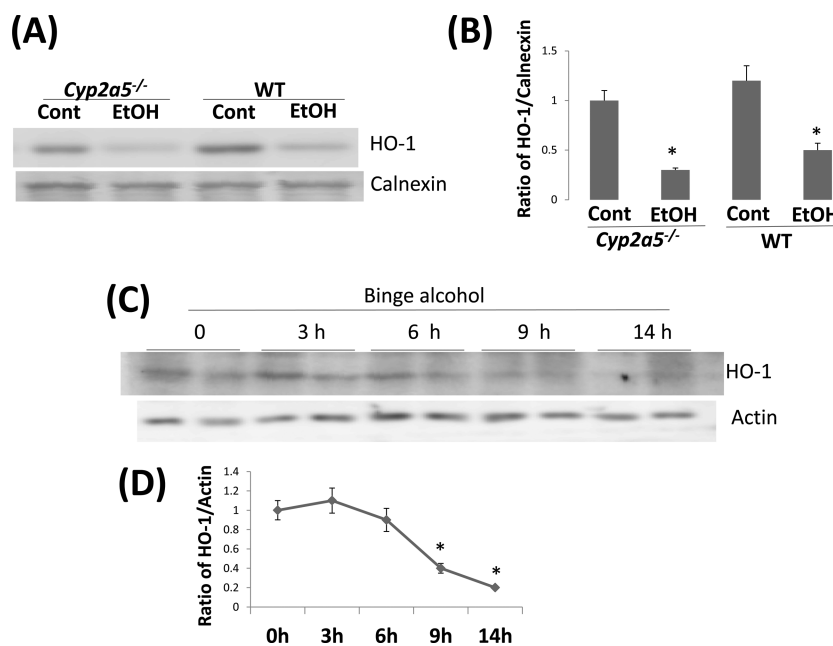 (A)
Cyp2a5-/- WT
Cont EtOH Cont EtOH
HO-1
Calnexin
(B)
Ratio of HO-1/Calnecxin
1.5
1
0.5
0
*
*
Cont EtOH Cont EtOH
Cyp2a5-/- WT
(C)
Binge alcohol
0 3 h 6 h 9 h 14 h
HO-1
Actin
(D)
Ratio of HO-1/Actin
1.4
1.2
1
0.8
0.6
0.4
0.2
0
*
*
0h 3h 6h 9h 14h